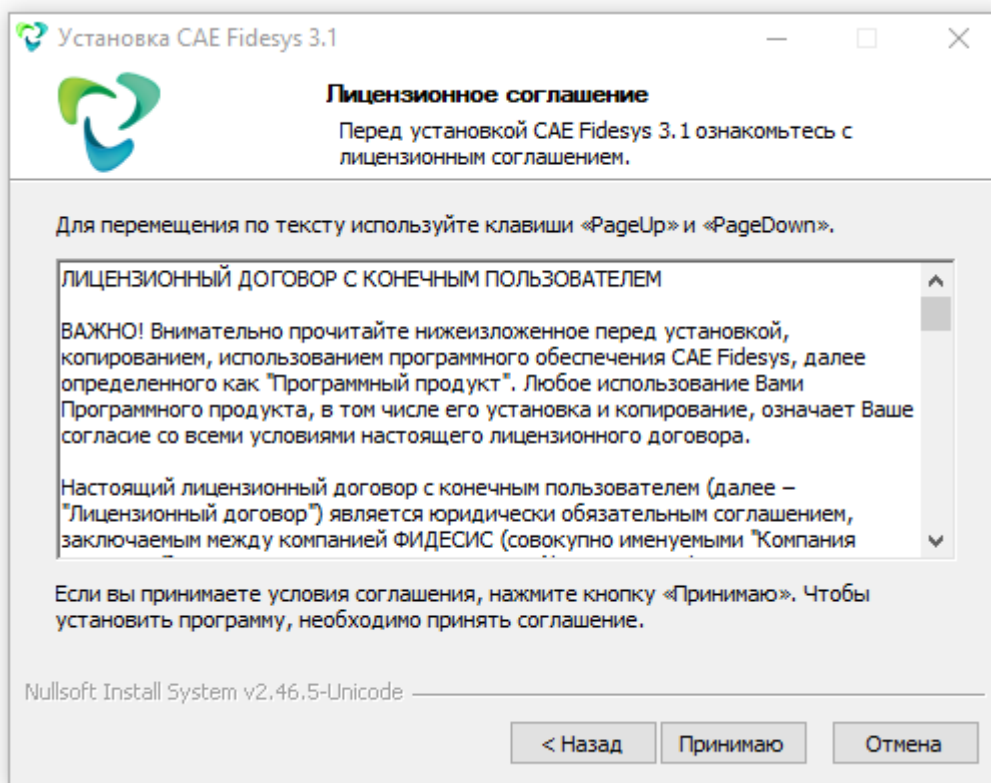 Установка CAE Fidesys 3.1
Лицензионное соглашение
Перед установкой CAE Fidesys 3.1 ознакомьтесь с
лицензионным соглашением.
Для перемещения по тексту используйте клавиши «PageUp» и «PageDown».
ЛИЦЕНЗИОННЫЙ ДОГОВОР С КОНЕЧНЫМ ПОЛЬЗОВАТЕЛЕМ
ВАЖНО! Внимательно прочитайте нижеизложенное перед установкой,
копированием, использованием программного обеспечения CAE Fidesys, далее
определенного как "Программный продукт". Любое использование Вами
Программного продукта, в том числе его установка и копирование, означает Ваше
согласие со всеми условиями настоящего лицензионного договора.
Настоящий лицензионный договор с конечным пользователем (далее –
"Лицензионный договор") является юридически обязательным соглашением,
заключаемым между компанией ФИДЕСИС (совокупно именуемыми "Компания
Если вы принимаете условия соглашения, нажмите кнопку «Принимаю». Чтобы
установить программу, необходимо принять соглашение.
Nullsoft Install System v2.46.5-Unicode
< Назад
Принимаю
Отмена